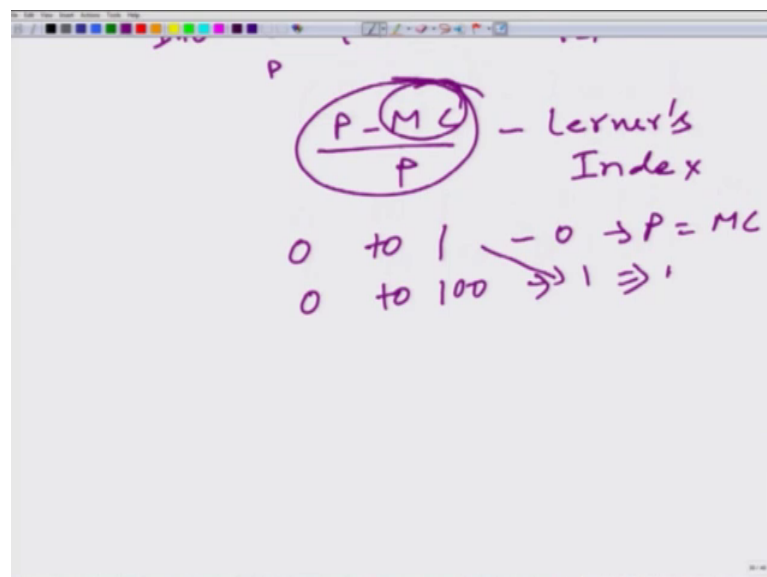 P
P - MC
P
- Lerner's
Index
0 to 1 - 0 → P = MC
0 to 100 ⇒ 1 ⇒